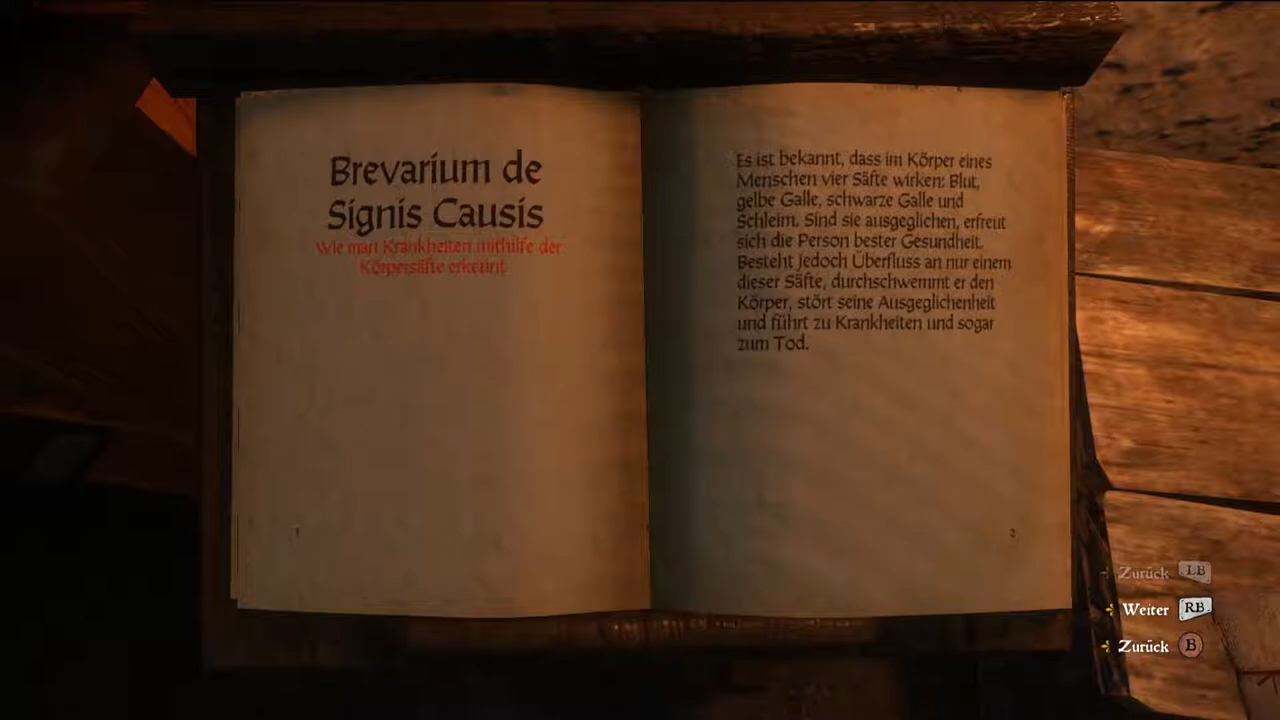 Brevarium de
Signis Causis
Wie man Krankheiten mithilfe der
Körpersäfte erkennt
1
Es ist bekannt, dass im Körper eines
Menschen vier Säfte wirken: Blut,
gelbe Galle, schwarze Galle und
Schleim. Sind sie ausgeglichen, erfreut
sich die Person bester Gesundheit.
Besteht jedoch Überfluss an nur einem
dieser Säfte, durchschwemmt er den
Körper, stört seine Ausgeglichenheit
und führt zu Krankheiten und sogar
zum Tod.
2
Zurück LB
Weiter RB
Zurück B